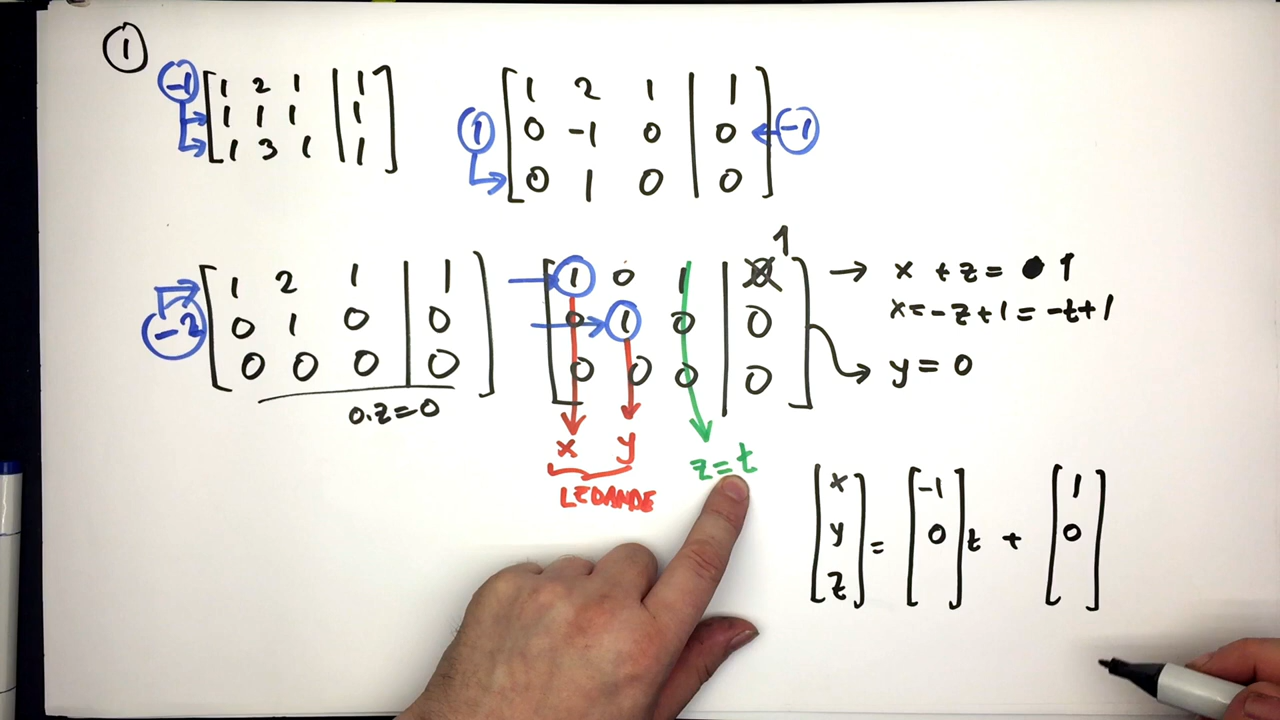 ①
-1 [ 1 2 1 | 1 ]
→ [ 1 1 1 | 1 ]
→ [ 1 3 1 | 1 ]
[ 1 2 1 | 1 ]
1 [ 0 -1 0 | 0 ] ← -1
→ [ 0 1 0 | 0 ]
→ [ 1 2 1 | 1 ]
-2 [ 0 1 0 | 0 ]
[ 0 0 0 | 0 ]
0.z=0
1
→ [ 1 0 1 | 0 ] → x + z = 1
→ [ 0 1 0 | 0 ] x = -z+1 = -t+1
[ 0 0 0 | 0 ] → y = 0
x y z = t
LEDANDE
[ x ] [ -1 ] [ 1 ]
[ y ] = [ 0 ] t + [ 0 ]
[ z ]